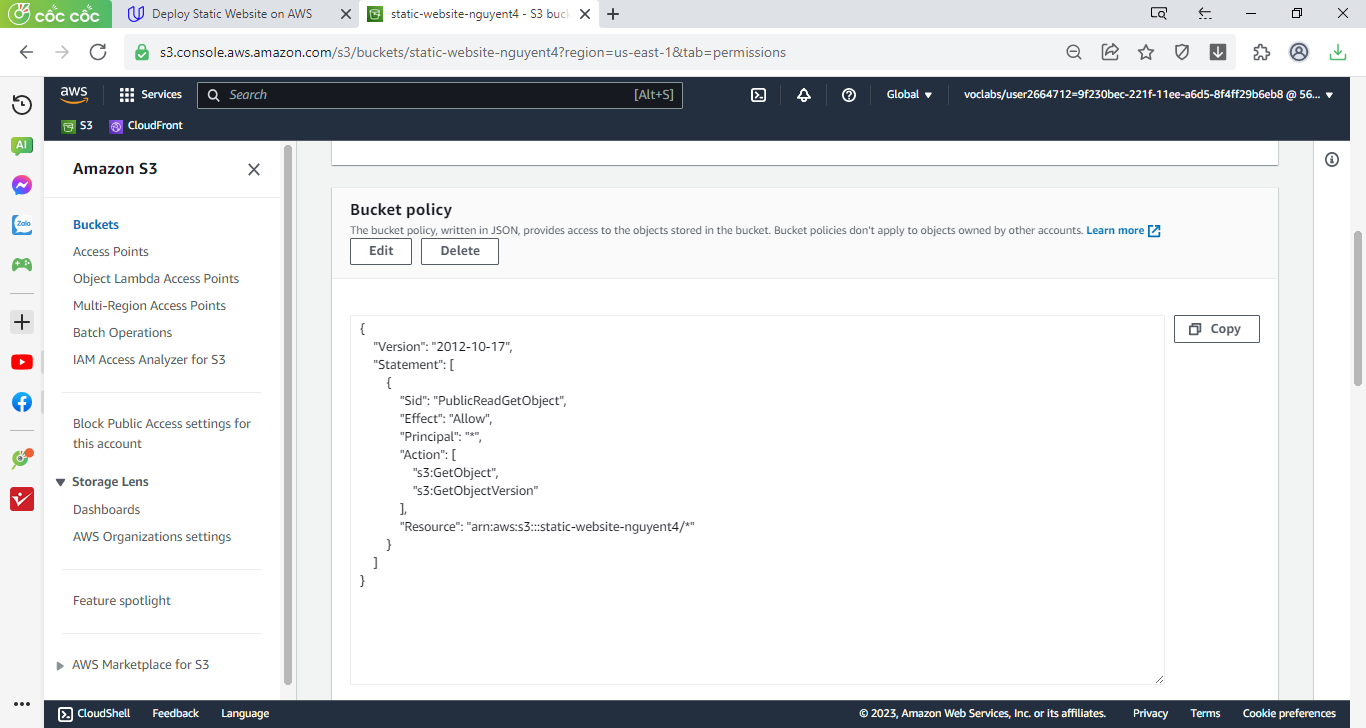 cốc cốc
Deploy Static Website on AWS
static-website-nguyent4 - S3 buc
s3.console.aws.amazon.com/s3/buckets/static-website-nguyent4?region=us-east-1&tab=permissions
aws
Services
Search
[Alt+S]
Global
voclabs/user2664712=9f230bec-221f-11ee-a6d5-8f4ff29b6eb8 @ 56...
S3
CloudFront
AI
Zalo
Amazon S3
Buckets
Access Points
Object Lambda Access Points
Multi-Region Access Points
Batch Operations
IAM Access Analyzer for S3
Block Public Access settings for
this account
Storage Lens
Dashboards
AWS Organizations settings
Feature spotlight
AWS Marketplace for S3
Bucket policy
The bucket policy, written in JSON, provides access to the objects stored in the bucket. Bucket policies don't apply to objects owned by other accounts. Learn more
Edit
Delete
Copy
{
"Version": "2012-10-17",
"Statement": [
{
"Sid": "PublicReadGetObject",
"Effect": "Allow",
"Principal": "*",
"Action": [
"s3:GetObject",
"s3:GetObjectVersion"
],
"Resource": "arn:aws:s3:::static-website-nguyent4/*"
}
]
}
CloudShell
Feedback
Language
© 2023, Amazon Web Services, Inc. or its affiliates.
Privacy
Terms
Cookie preferences